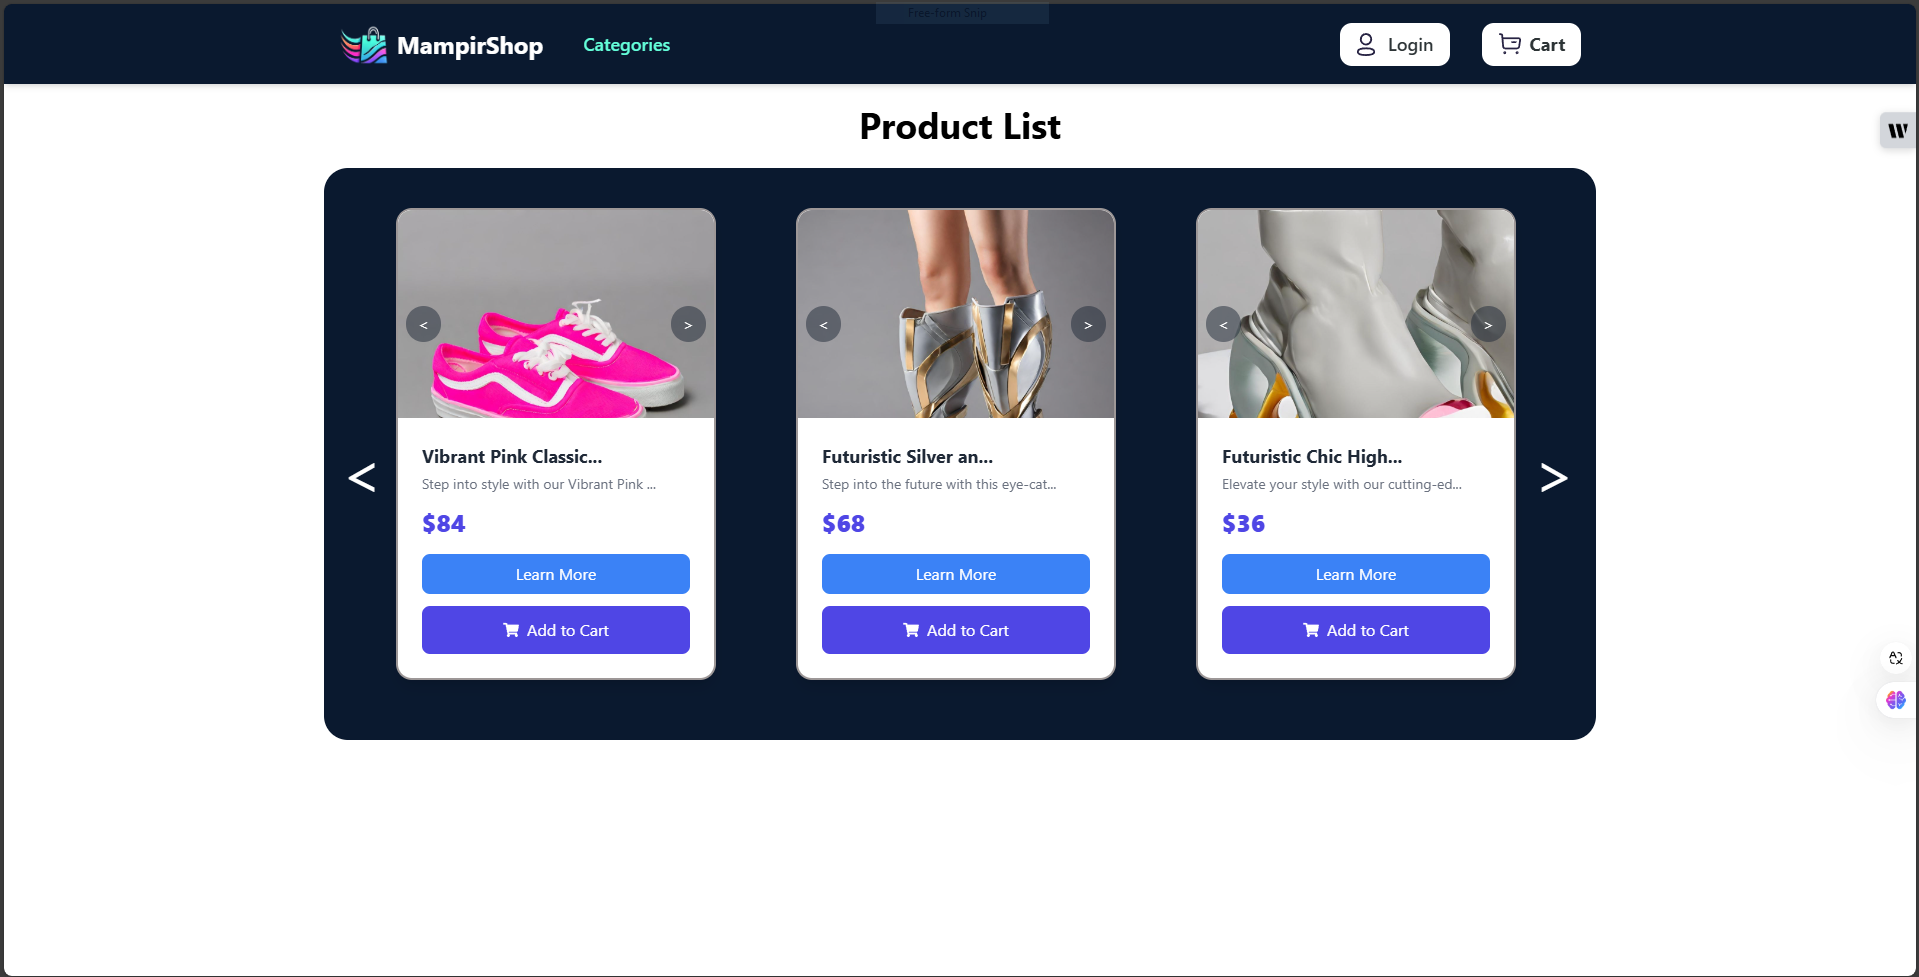 Free-form Snip
MampirShop
Categories
Login
Cart
Product List
<
>
<
>
<
>
<
>
Vibrant Pink Classic...
Step into style with our Vibrant Pink ...
$84
Learn More
Add to Cart
Futuristic Silver an...
Step into the future with this eye-cat...
$68
Learn More
Add to Cart
Futuristic Chic High...
Elevate your style with our cutting-ed...
$36
Learn More
Add to Cart